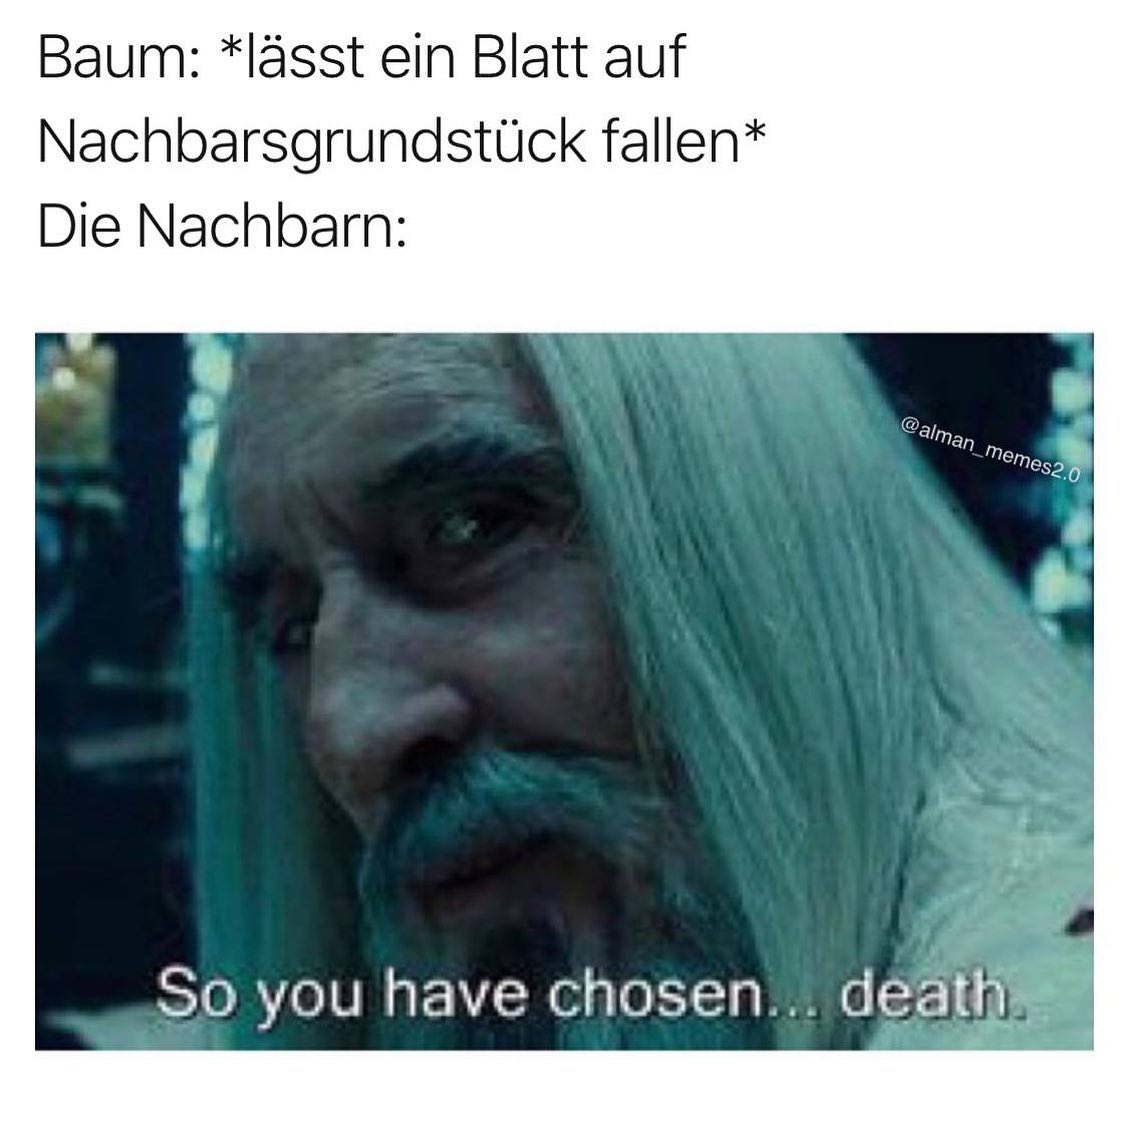 Baum: *lässt ein Blatt auf
Nachbarsgrundstück fallen*
Die Nachbarn:
@alman_memes2.0
So you have chosen... death.